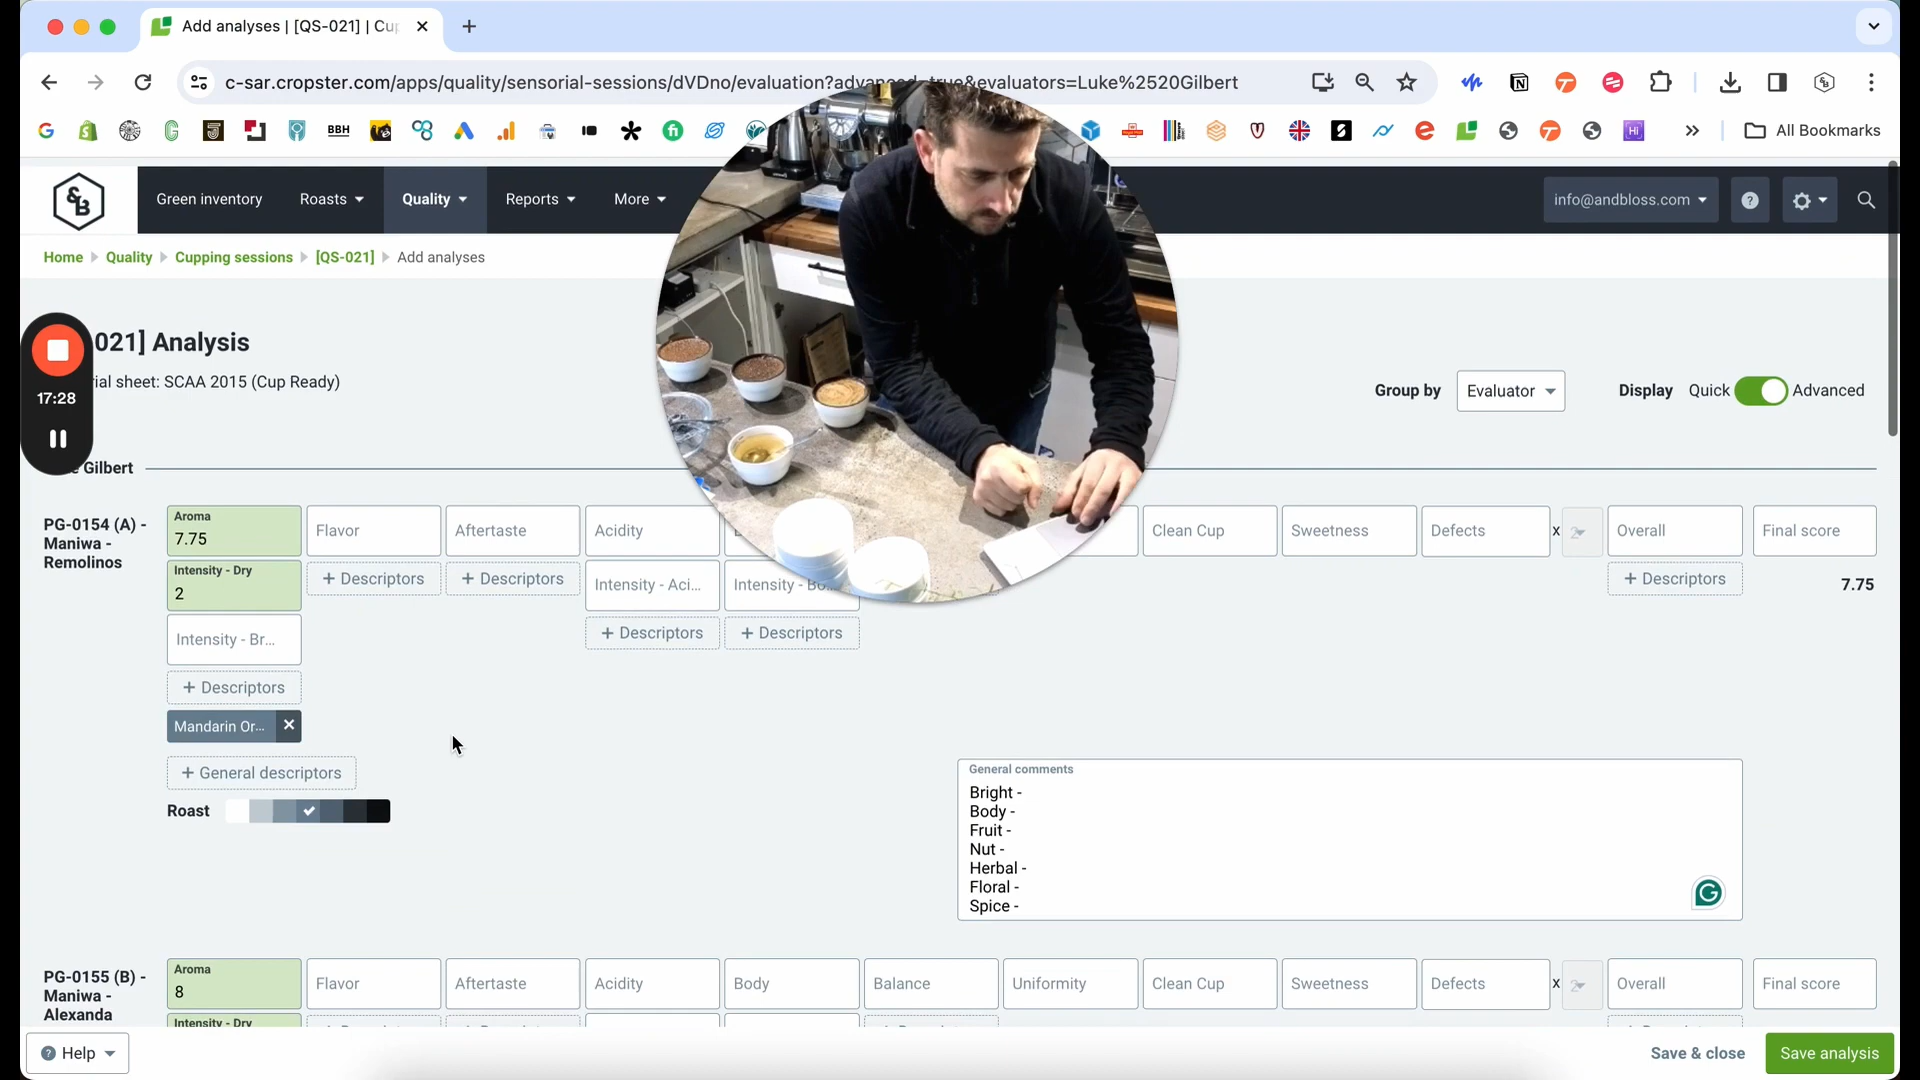 Add analyses | [QS-021] | Cu
c-sar.cropster.com/apps/quality/sensorial-sessions/dVDno/evaluation?advanced=true&evaluators=Luke%2520Gilbert
BBH
Hi
All Bookmarks
&B
Green inventory
Roasts
Quality
Reports
More
info@andbloss.com
Home
Quality
Cupping sessions
[QS-021]
Add analyses
021] Analysis
ial sheet: SCAA 2015 (Cup Ready)
Group by
Evaluator
Display
Quick
Advanced
17:28
e Gilbert
PG-0154 (A) -
Maniwa -
Remolinos
Aroma
7.75
Flavor
Aftertaste
Acidity
Clean Cup
Sweetness
Defects
x
2
Overall
Final score
Intensity - Dry
2
+ Descriptors
+ Descriptors
Intensity - Aci...
Intensity - Bo...
+ Descriptors
7.75
Intensity - Br...
+ Descriptors
+ Descriptors
+ Descriptors
Mandarin Or...
+ General descriptors
Roast
General comments
Bright -
Body -
Fruit -
Nut -
Herbal -
Floral -
Spice -
PG-0155 (B) -
Maniwa -
Alexanda
Aroma
8
Flavor
Aftertaste
Acidity
Body
Balance
Uniformity
Clean Cup
Sweetness
Defects
x
2
Overall
Final score
Intensity - Dry
Help
Save & close
Save analysis